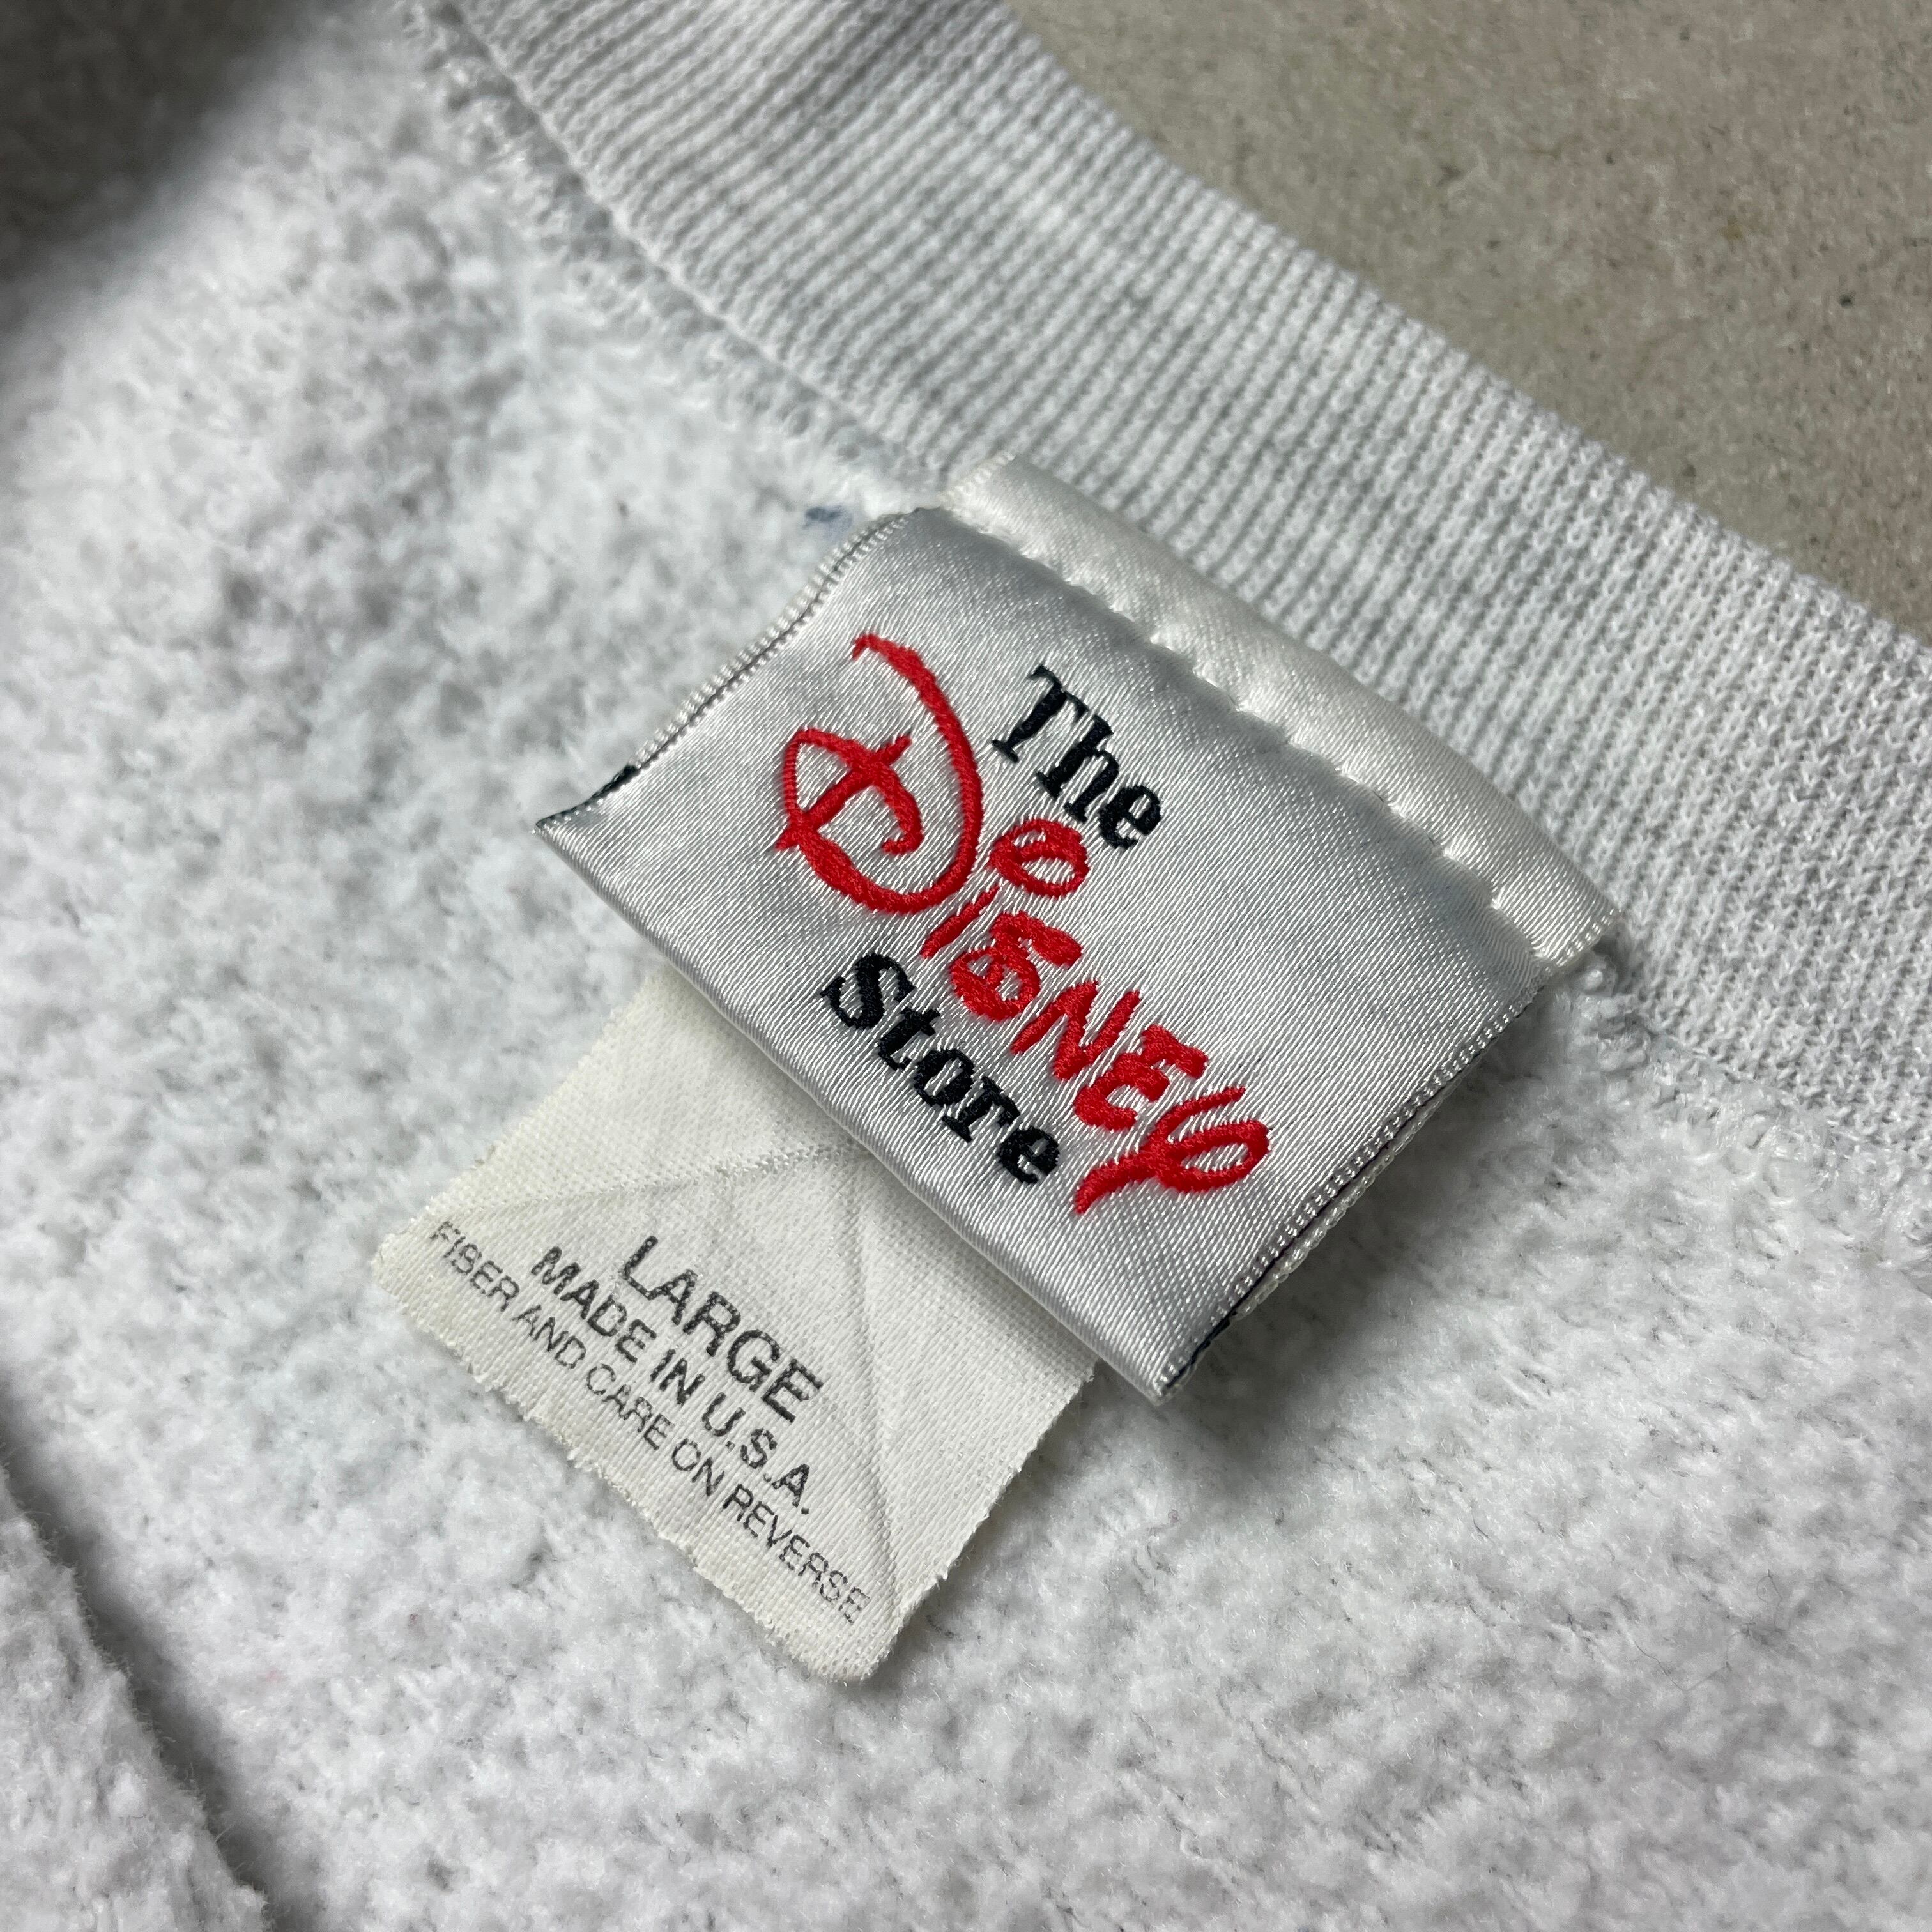 The
Disney
Store
LARGE
MADE IN U.S.A.
FIBER AND CARE ON REVERSE